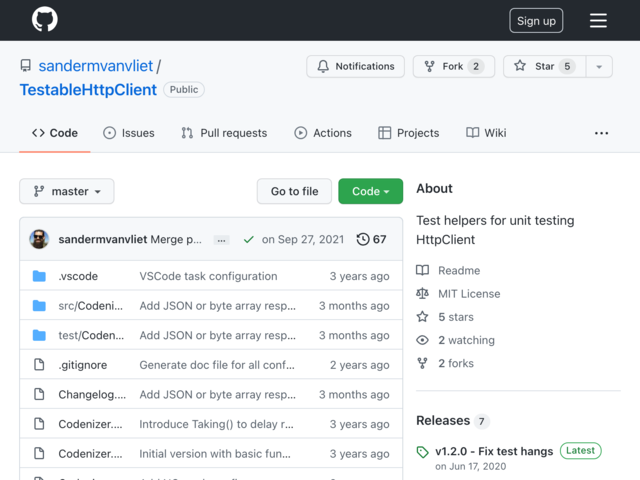 Sign up
sandermvanvliet /
TestableHttpClient Public
Notifications
Fork 2
Star 5
Code
Issues
Pull requests
Actions
Projects
Wiki
master
Go to file
Code
sandermvanvliet Merge p... ... on Sep 27, 2021 67
.vscode VSCode task configuration 3 years ago
src/Codeni... Add JSON or byte array resp... 3 months ago
test/Coden... Add JSON or byte array resp... 3 months ago
.gitignore Generate doc file for all conf... 2 years ago
Changelog.... Add JSON or byte array resp... 3 months ago
Codenizer.... Introduce Taking() to delay r... 3 years ago
Codenizer.... Initial version with basic fun... 3 years ago
About
Test helpers for unit testing
HttpClient
Readme
MIT License
5 stars
2 watching
2 forks
Releases 7
v1.2.0 - Fix test hangs Latest
on Jun 17, 2020